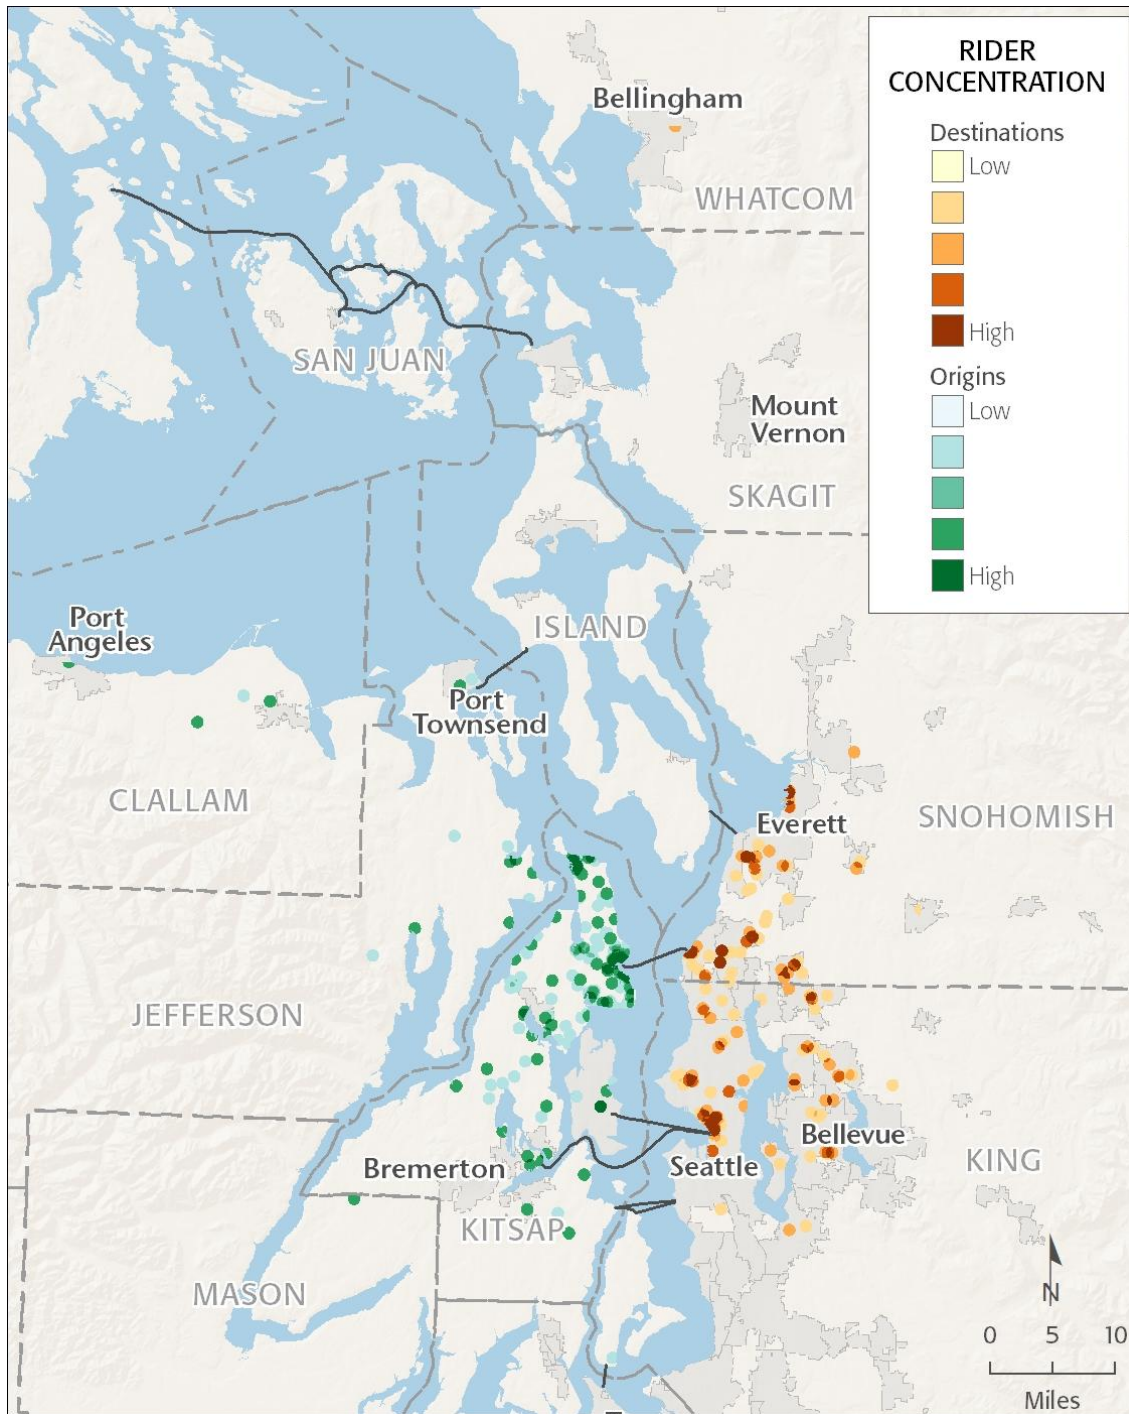 RIDER
CONCENTRATION
Destinations
Low
High
Origins
Low
High
Bellingham
WHATCOM
SAN JUAN
Mount
Vernon
SKAGIT
Port
Angeles
ISLAND
Port
Townsend
CLALLAM
Everett
SNOHOMISH
JEFFERSON
Bellevue
Bremerton
Seattle
KING
KITSAP
MASON
N
0 5 10
Miles